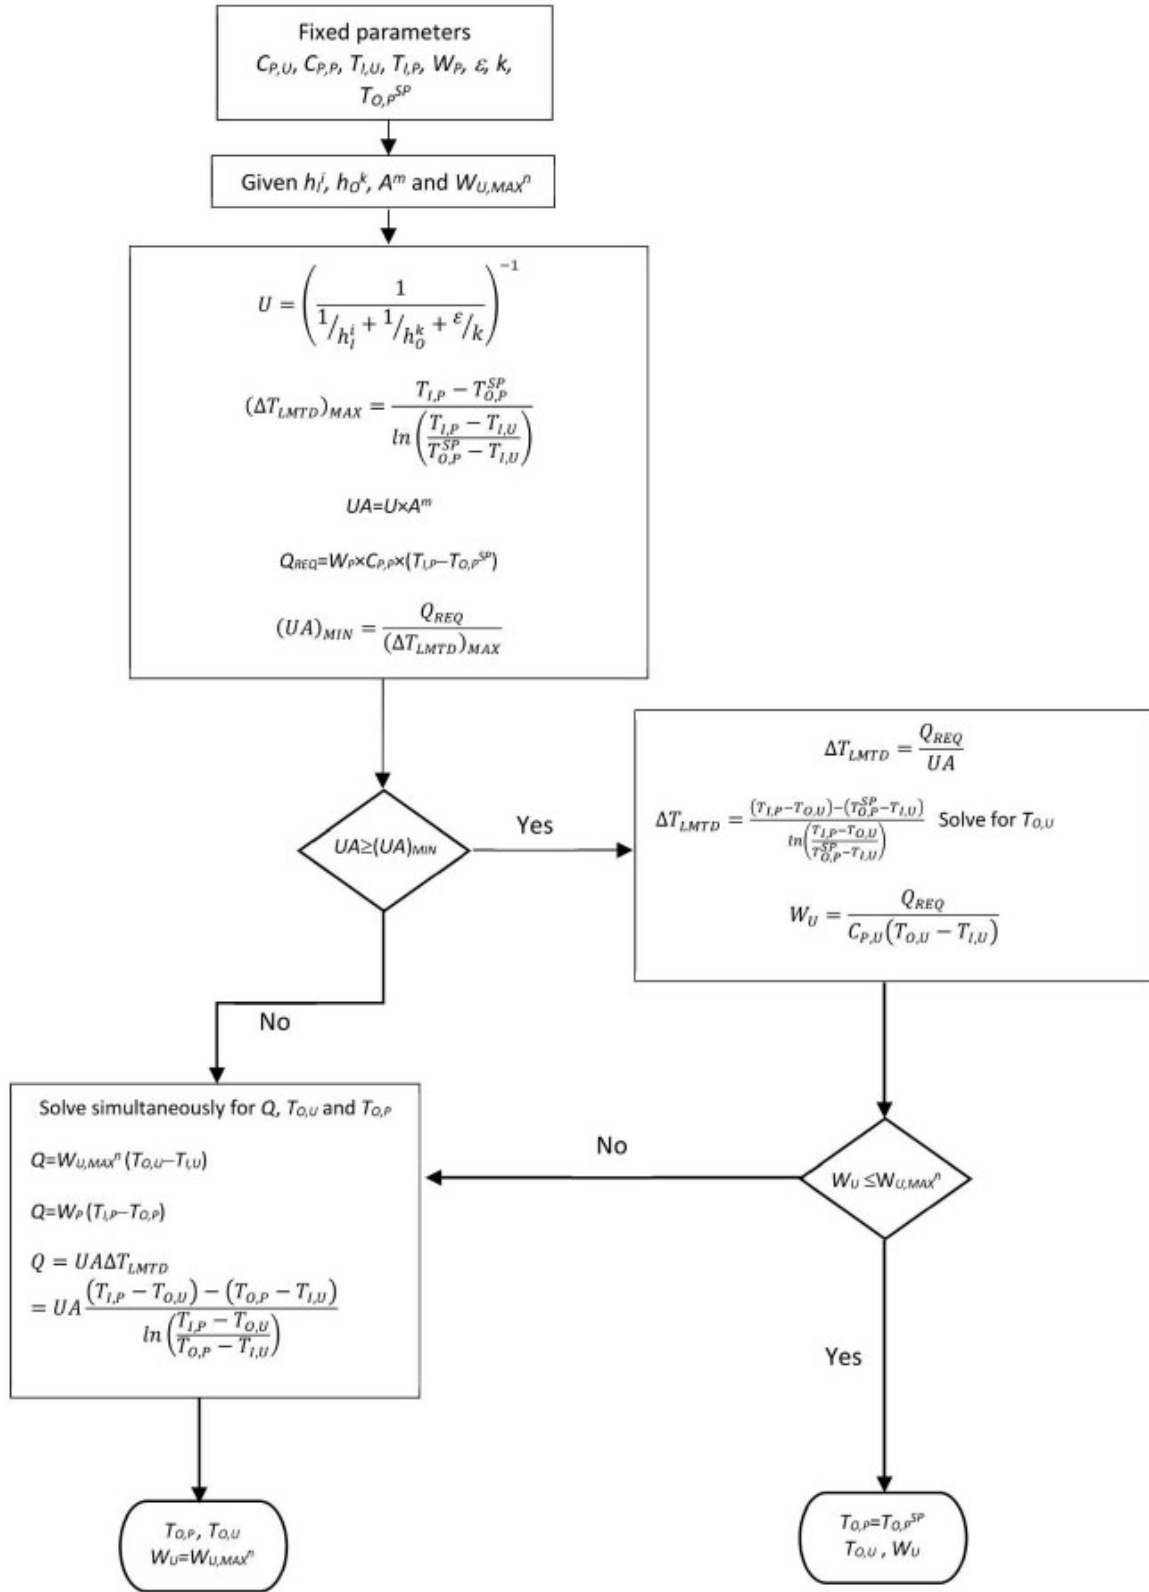 Fixed parameters
C_{P,U}, C_{P,P}, T_{I,U}, T_{I,P}, W_P, ε, k,
T_{O,P}^{SP}
Given h_I^i, h_O^k, A^m and W_{U,MAX}^n
U = (1 / (1/h_I^i + 1/h_O^k + ε/k))^{-1}
(ΔT_{LMTD})_{MAX} = (T_{I,P} − T_{O,P}^{SP}) / ln((T_{I,P} − T_{I,U}) / (T_{O,P}^{SP} − T_{I,U}))
UA=U×A^m
Q_{REQ}=W_P×C_{P,P}×(T_{I,P}−T_{O,P}^{SP})
(UA)_{MIN} = Q_{REQ} / (ΔT_{LMTD})_{MAX}
UA≥(UA)_{MIN}
Yes
ΔT_{LMTD} = Q_{REQ} / UA
ΔT_{LMTD} = ((T_{I,P}−T_{O,U})−(T_{O,P}^{SP}−T_{I,U})) / ln((T_{I,P}−T_{O,U}) / (T_{O,P}^{SP}−T_{I,U})) Solve for T_{O,U}
W_U = Q_{REQ} / (C_{P,U}(T_{O,U} − T_{I,U}))
No
Solve simultaneously for Q, T_{O,U} and T_{O,P}
Q=W_{U,MAX}^n (T_{O,U}−T_{I,U})
Q=W_P (T_{I,P}−T_{O,P})
Q = UAΔT_{LMTD}
= UA ((T_{I,P} − T_{O,U}) − (T_{O,P} − T_{I,U})) / ln((T_{I,P} − T_{O,U}) / (T_{O,P} − T_{I,U}))
No
W_U ≤W_{U,MAX}^n
Yes
T_{O,P}, T_{O,U}
W_U=W_{U,MAX}^n
T_{O,P}=T_{O,P}^{SP}
T_{O,U} , W_U